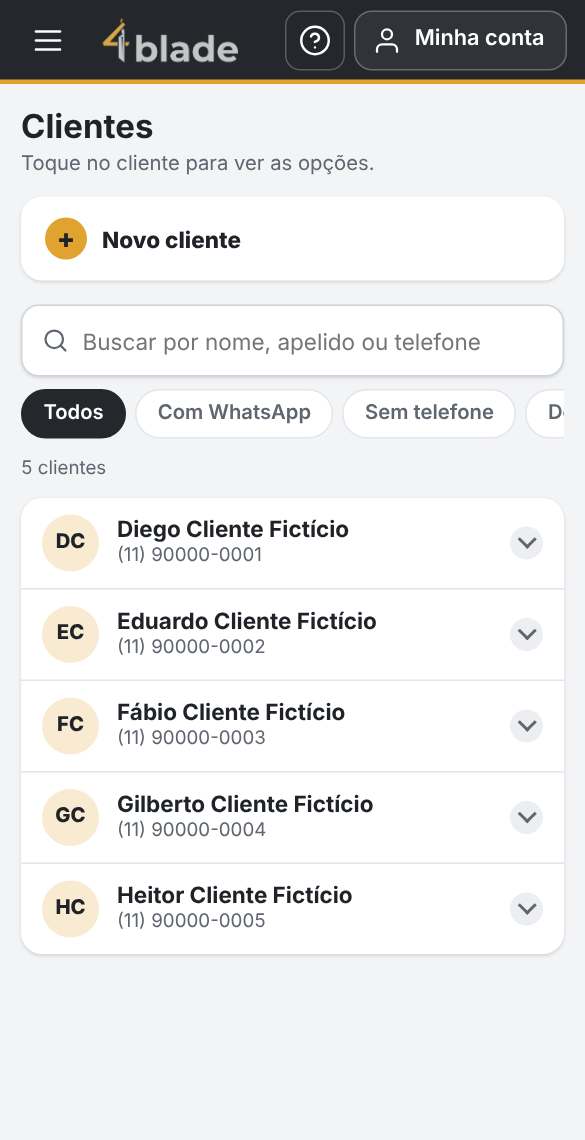 4blade
Minha conta
Clientes
Toque no cliente para ver as opções.
+ Novo cliente
Buscar por nome, apelido ou telefone
Todos
Com WhatsApp
Sem telefone
5 clientes
DC
Diego Cliente Fictício
(11) 90000-0001
EC
Eduardo Cliente Fictício
(11) 90000-0002
FC
Fábio Cliente Fictício
(11) 90000-0003
GC
Gilberto Cliente Fictício
(11) 90000-0004
HC
Heitor Cliente Fictício
(11) 90000-0005